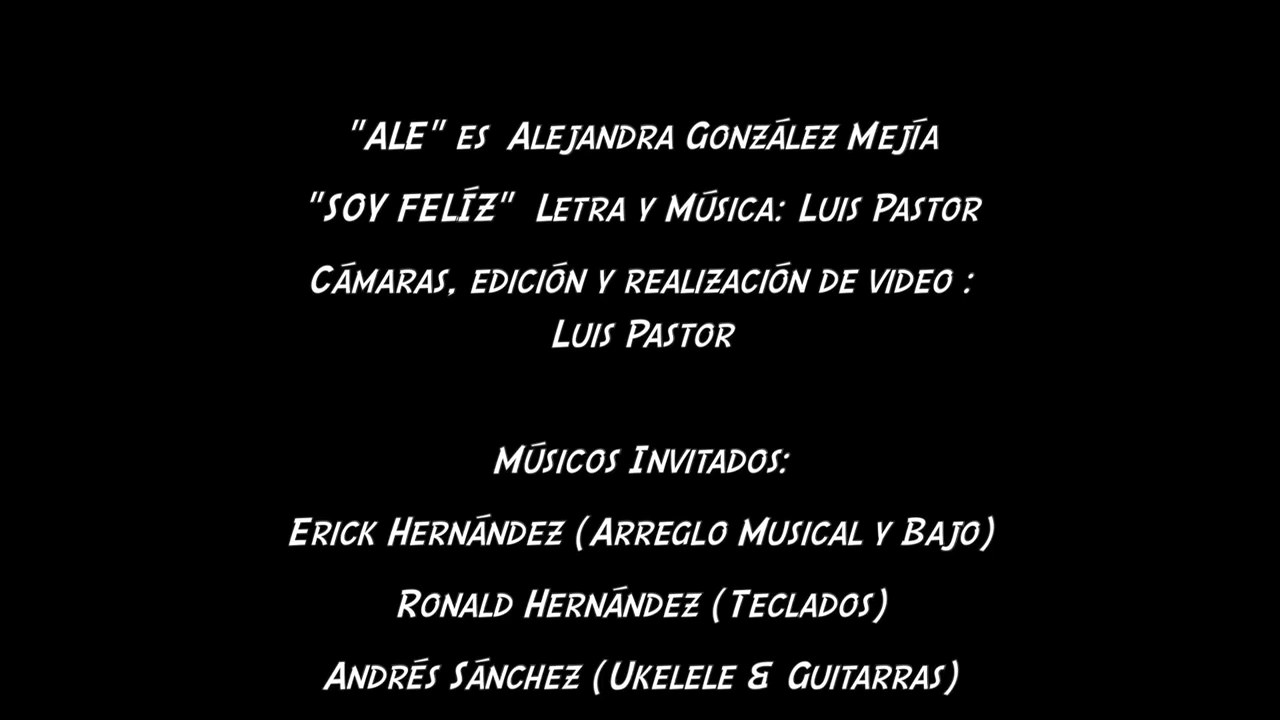 "ALE" es Alejandra González Mejía
"SOY FELÍZ" Letra y Música: Luis Pastor
Cámaras, edición y realización de video :
Luis Pastor
Músicos Invitados:
Erick Hernández (Arreglo Musical y Bajo)
Ronald Hernández (Teclados)
Andrés Sánchez (Ukelele & Guitarras)